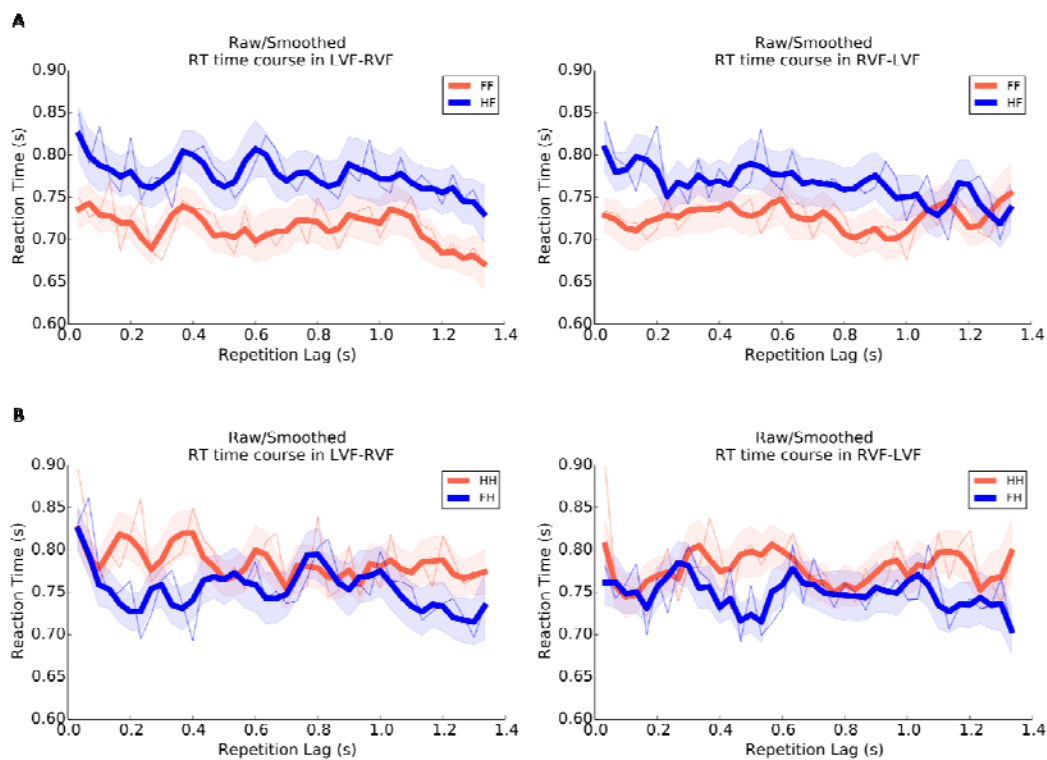 A
Raw/Smoothed
RT time course in LVF-RVF
0.90
0.85
0.80
0.75
0.70
0.65
0.60
Reaction Time (s)
FF
HF
0.0 0.2 0.4 0.6 0.8 1.0 1.2 1.4
Repetition Lag (s)
Raw/Smoothed
RT time course in RVF-LVF
0.90
0.85
0.80
0.75
0.70
0.65
0.60
Reaction Time (s)
FF
HF
0.0 0.2 0.4 0.6 0.8 1.0 1.2 1.4
Repetition Lag (s)
B
Raw/Smoothed
RT time course in LVF-RVF
0.90
0.85
0.80
0.75
0.70
0.65
0.60
Reaction Time (s)
HH
FH
0.0 0.2 0.4 0.6 0.8 1.0 1.2 1.4
Repetition Lag (s)
Raw/Smoothed
RT time course in RVF-LVF
0.90
0.85
0.80
0.75
0.70
0.65
0.60
Reaction Time (s)
HH
FH
0.0 0.2 0.4 0.6 0.8 1.0 1.2 1.4
Repetition Lag (s)